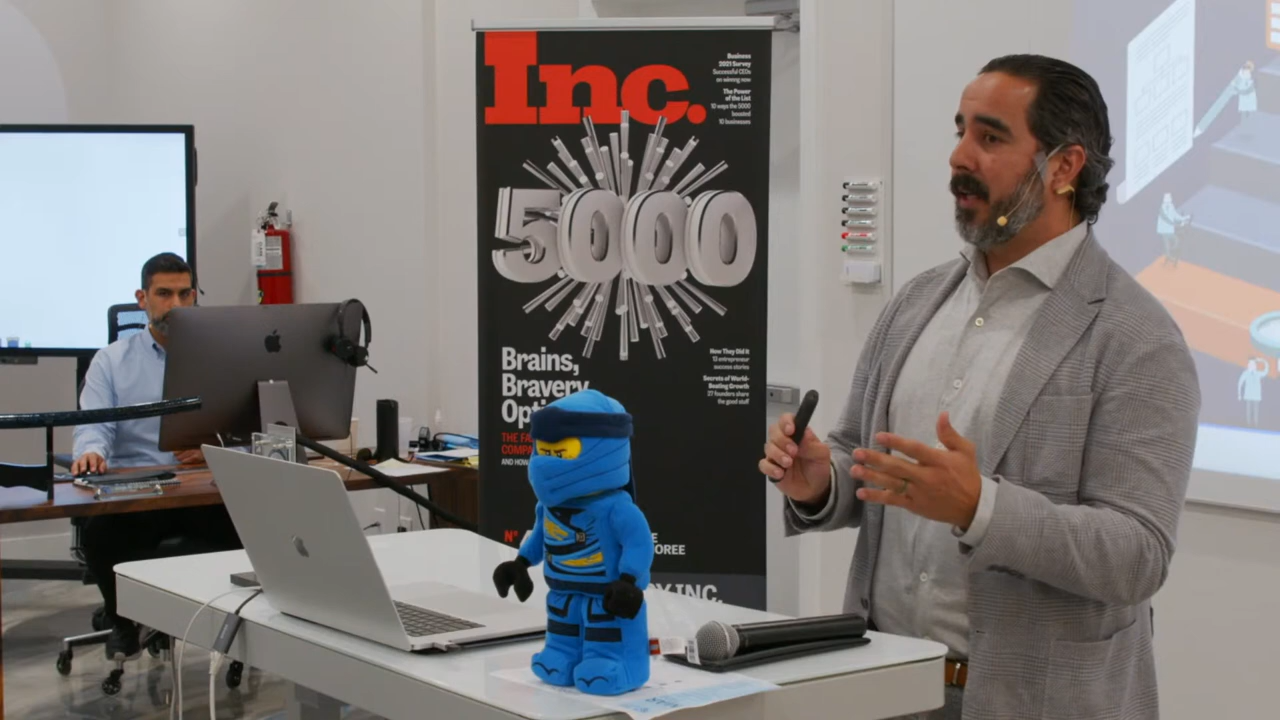 Inc.
Business
2021 Survey
Successful CEOs
on winning now
The Power
of the List
10 ways the 5000
boosted
10 businesses
5000
Brains,
Bravery
Opti
THE FA
COMPA
AND HOW
How They Did It
13 entrepreneur
success stories
Secrets of World-
Beating Growth
27 founders share
the good stuff
Nº
E
OREE
Y INC.